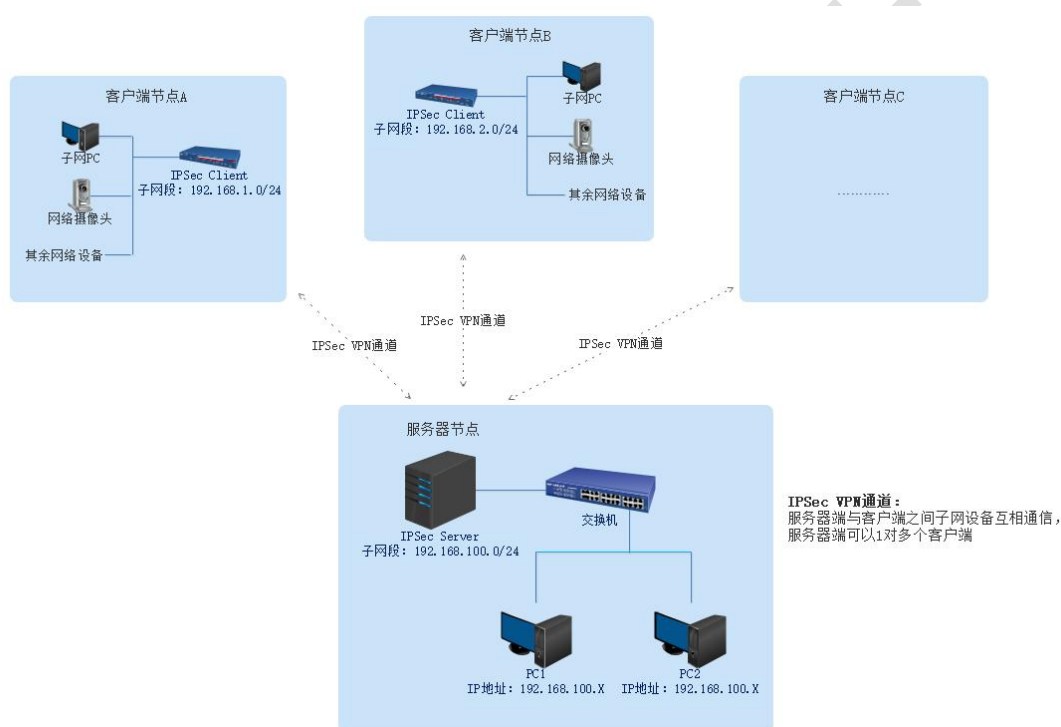 客户端节点A
子网PC
IPSec Client
子网段：192.168.1.0/24
网络摄像头
其余网络设备
客户端节点B
子网PC
IPSec Client
子网段：192.168.2.0/24
网络摄像头
其余网络设备
客户端节点C
............
IPSec VPN通道
IPSec VPN通道
IPSec VPN通道
服务器节点
交换机
IPSec Server
子网段：192.168.100.0/24
PC1
IP地址：192.168.100.X
PC2
IP地址：192.168.100.X
IPSec VPN通道：
服务器端与客户端之间子网设备互相通信，
服务器端可以1对多个客户端